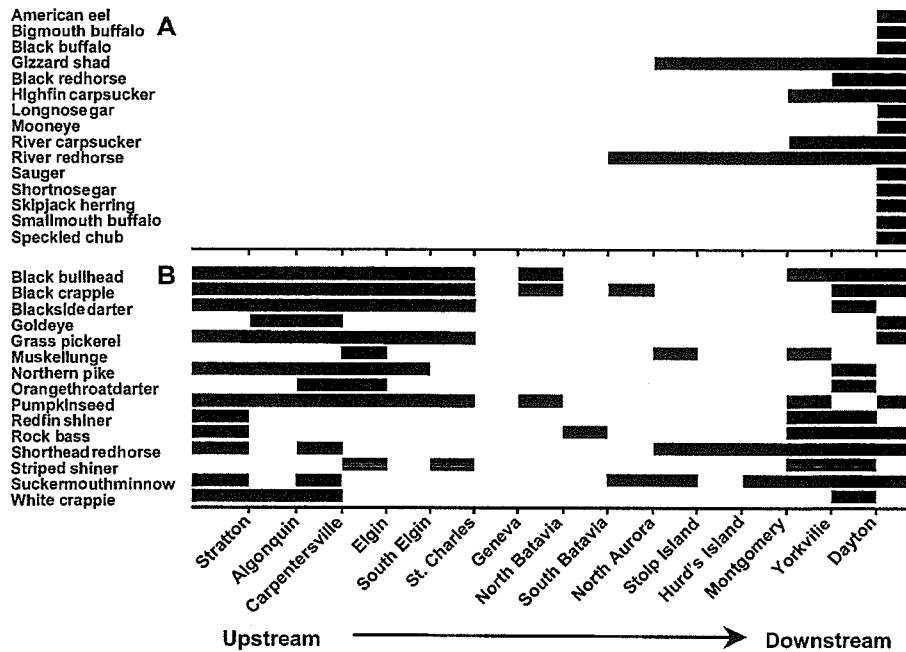 A
American eel
Bigmouth buffalo
Black buffalo
Gizzard shad
Black redhorse
Highfin carpsucker
Longnose gar
Mooneye
River carpsucker
River redhorse
Sauger
Shortnose gar
Skipjack herring
Smallmouth buffalo
Speckled chub
B
Black bullhead
Black crappie
Blackside darter
Goldeye
Grass pickerel
Muskellunge
Northern pike
Orangethroat darter
Pumpkinseed
Redfin shiner
Rock bass
Shorthead redhorse
Striped shiner
Suckermouth minnow
White crappie
Stratton
Algonquin
Carpentersville
Elgin
South Elgin
St. Charles
Geneva
North Batavia
South Batavia
North Aurora
Stolp Island
Hurd's Island
Montgomery
Yorkville
Dayton
Upstream
Downstream